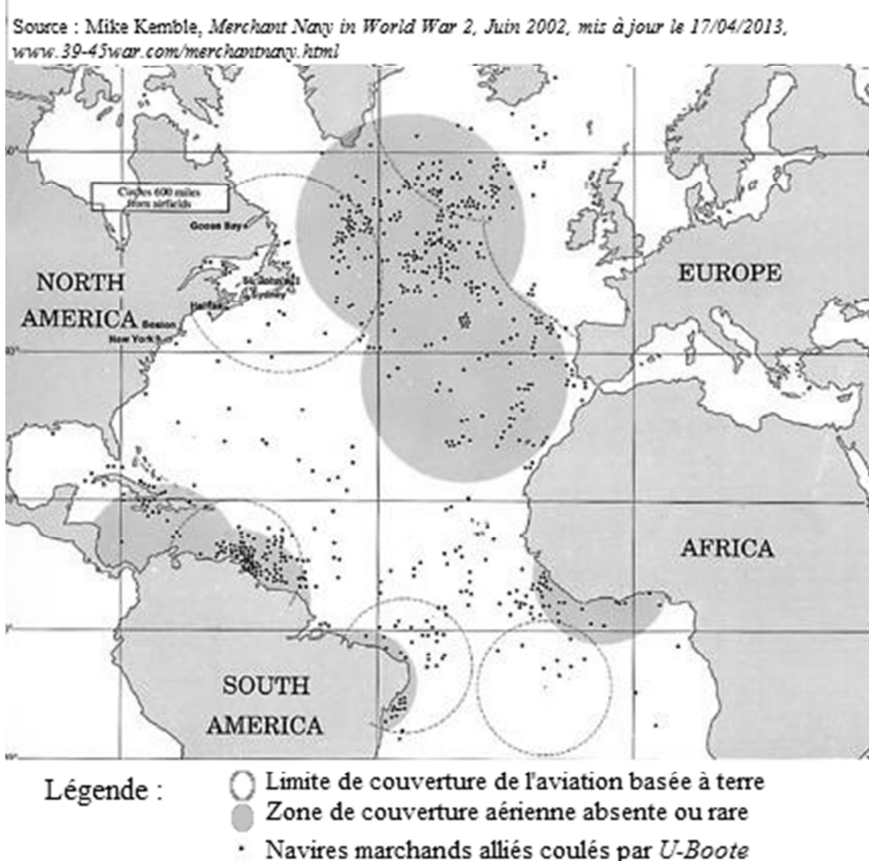 Source : Mike Kemble, Merchant Navy in World War 2, Juin 2002, mis à jour le 17/04/2013,
www.39-45war.com/merchantnavy.html
Circles 600 miles
from airfields
Goose Bay
NORTH
AMERICA
St. John's
Sydney
Halifax
Boston
New York
EUROPE
AFRICA
SOUTH
AMERICA
Légende :
Limite de couverture de l'aviation basée à terre
Zone de couverture aérienne absente ou rare
Navires marchands alliés coulés par U-Boote